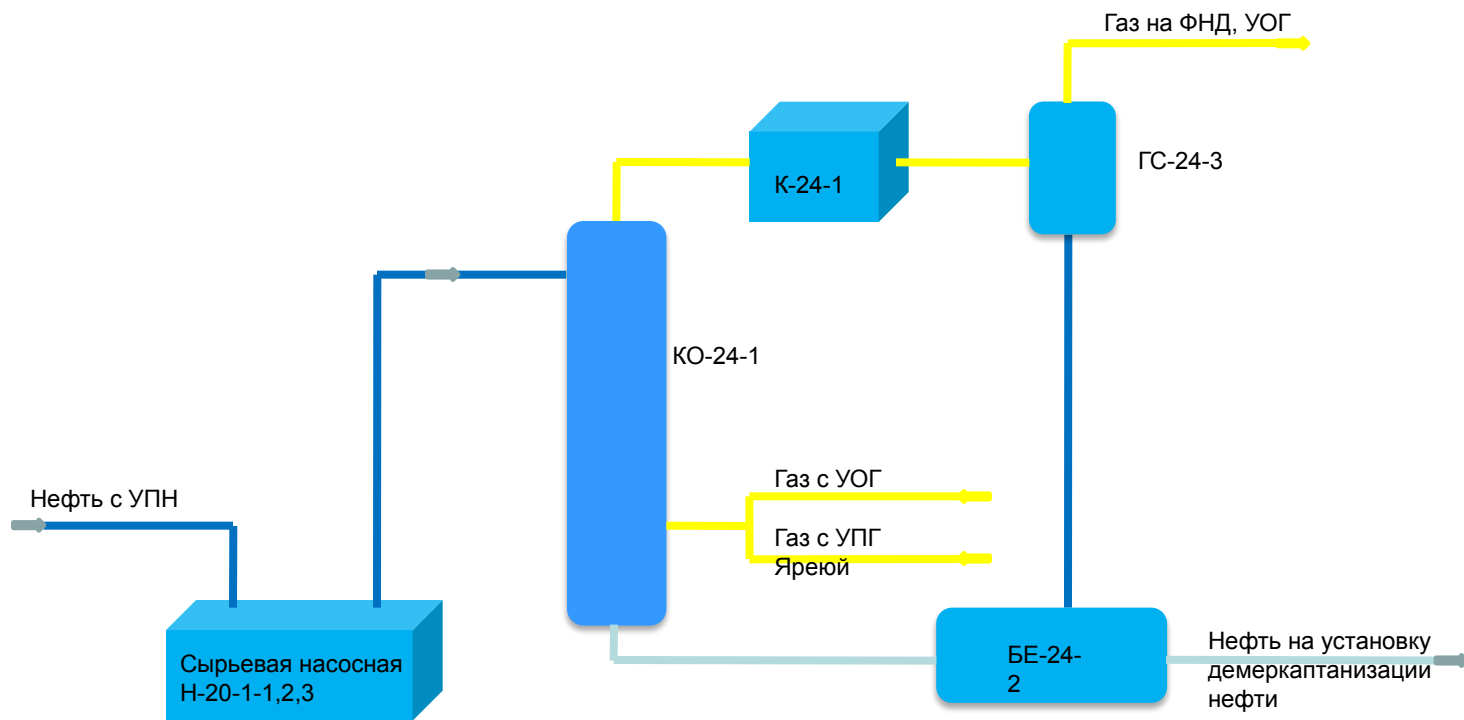 Газ на ФНД, УОГ
ГС-24-3
К-24-1
КО-24-1
Газ с УОГ
Нефть с УПН
Газ с УПГ
Яреюй
Сырьевая насосная
Н-20-1-1,2,3
БЕ-24-
2
Нефть на установку
демеркаптанизации
нефти